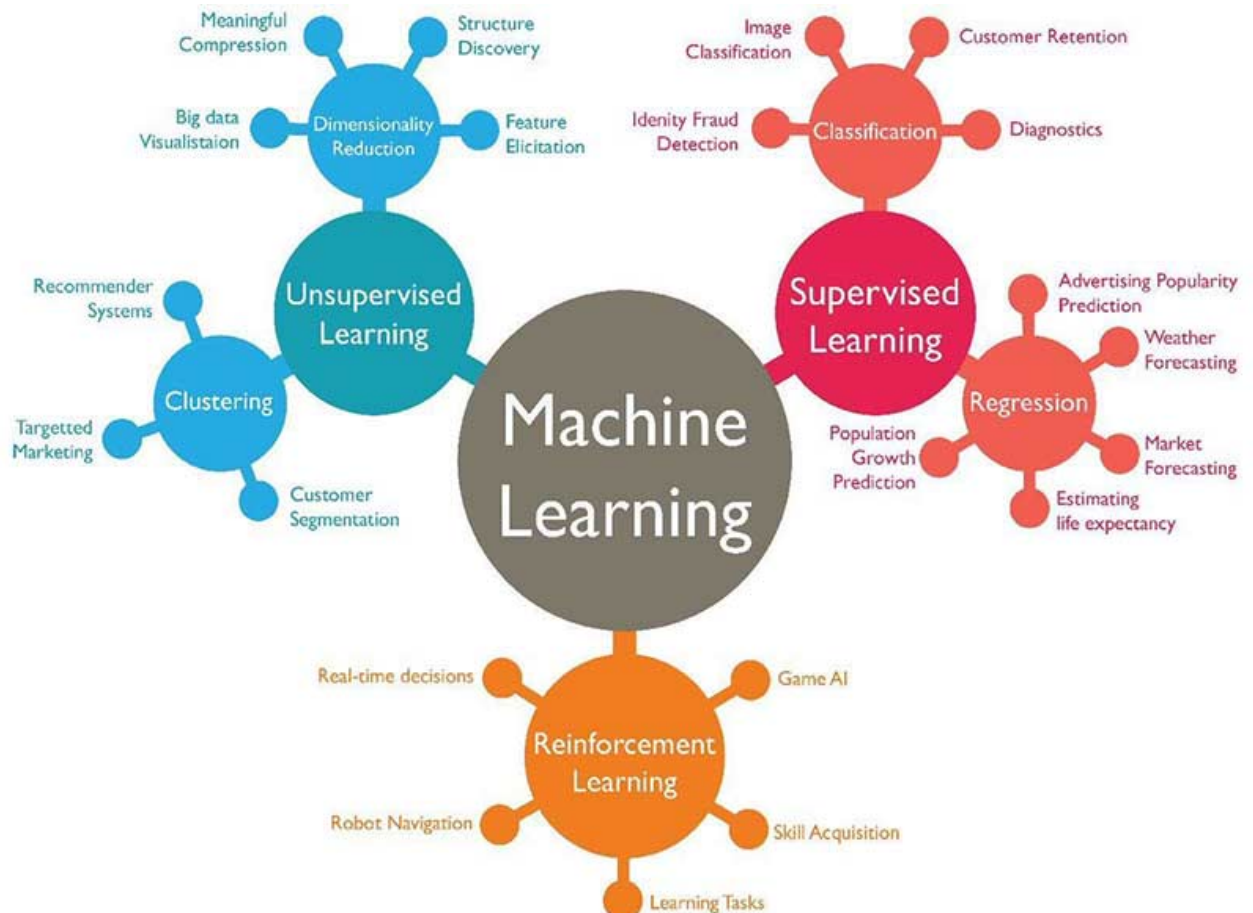 Meaningful
Compression
Structure
Discovery
Big data
Visualistaion
Dimensionality
Reduction
Feature
Elicitation
Image
Classification
Customer Retention
Idenity Fraud
Detection
Classification
Diagnostics
Recommender
Systems
Unsupervised
Learning
Clustering
Targetted
Marketing
Customer
Segmentation
Machine
Learning
Supervised
Learning
Advertising Popularity
Prediction
Weather
Forecasting
Regression
Population
Growth
Prediction
Market
Forecasting
Estimating
life expectancy
Real-time decisions
Game AI
Reinforcement
Learning
Robot Navigation
Skill Acquisition
Learning Tasks